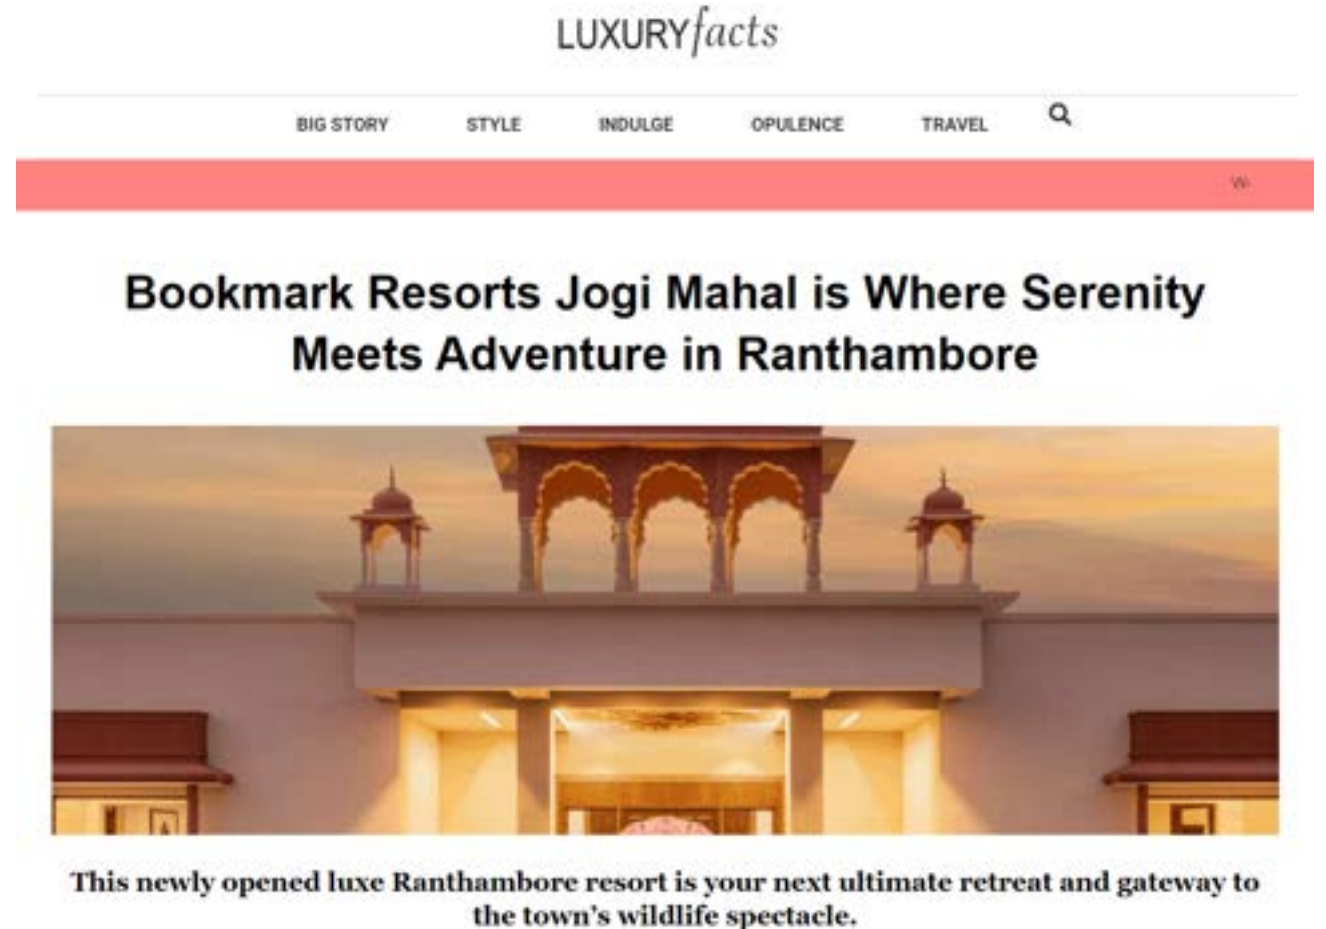 LUXURYfacts
BIG STORY STYLE INDULGE OPULENCE TRAVEL
Bookmark Resorts Jogi Mahal is Where Serenity
Meets Adventure in Ranthambore
This newly opened luxe Ranthambore resort is your next ultimate retreat and gateway to
the town's wildlife spectacle.